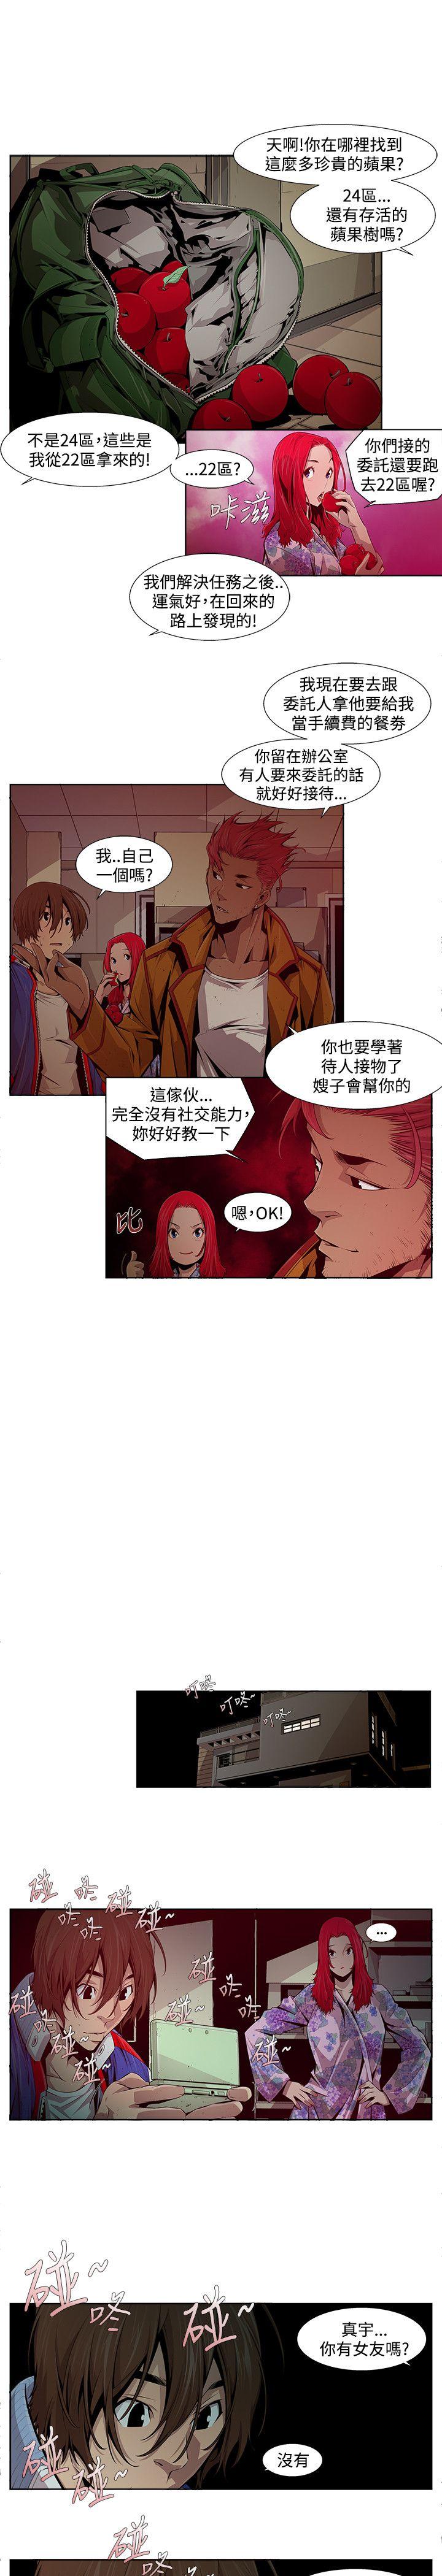 天啊!你在哪裡找到
這麼多珍貴的蘋果?
24區...
還有存活的
蘋果樹嗎?
不是24區,這些是
我從22區拿來的!
...22區?
你們接的
委託還要跑
去22區喔?
咔滋
我們解決任務之後..
運氣好,在回來的
路上發現的!
我現在要去跟
委託人拿他要給我
當手續費的餐券
你留在辦公室
有人要來委託的話
就好好接待...
我..自己
一個嗎?
你也要學著
待人接物了
嫂子會幫你的
這傢伙...
完全沒有社交能力,
妳好好教一下
比
嗯,OK!
叮咚~
叮咚~
叮咚~
碰
咚
咚
咚
碰
碰~
...
碰
碰~
咚
碰~
碰~
咚
碰~
碰~
碰~
咚
碰~
真宇...
你有女友嗎?
沒有
碰
咚
碰
碰~
咚
碰~